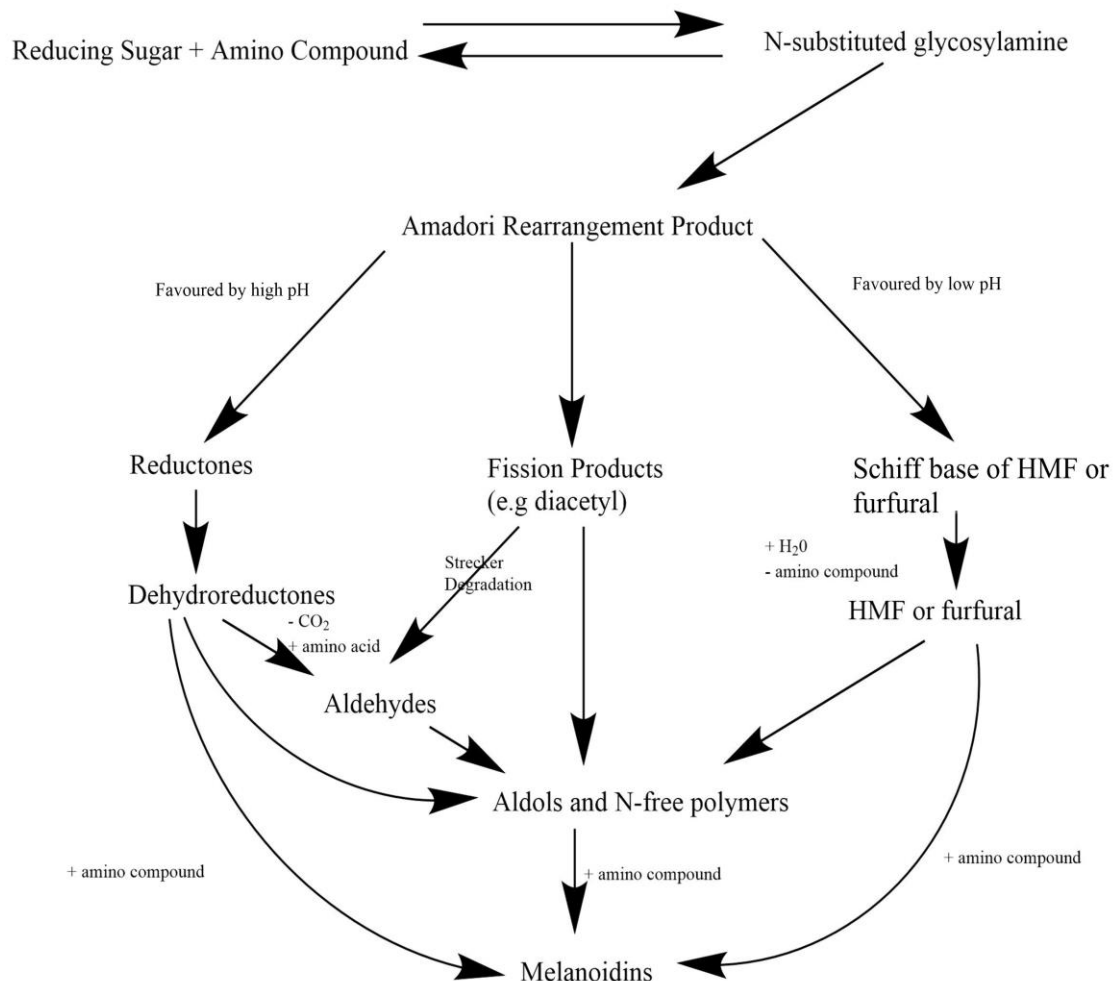 Reducing Sugar + Amino Compound
N-substituted glycosylamine
Amadori Rearrangement Product
Favoured by high pH
Favoured by low pH
Reductones
Fission Products
(e.g diacetyl)
Schiff base of HMF or
furfural
Strecker
Degradation
+ H₂0
- amino compound
Dehydroreductones
HMF or furfural
- CO₂
+ amino acid
Aldehydes
Aldols and N-free polymers
+ amino compound
+ amino compound
+ amino compound
Melanoidins